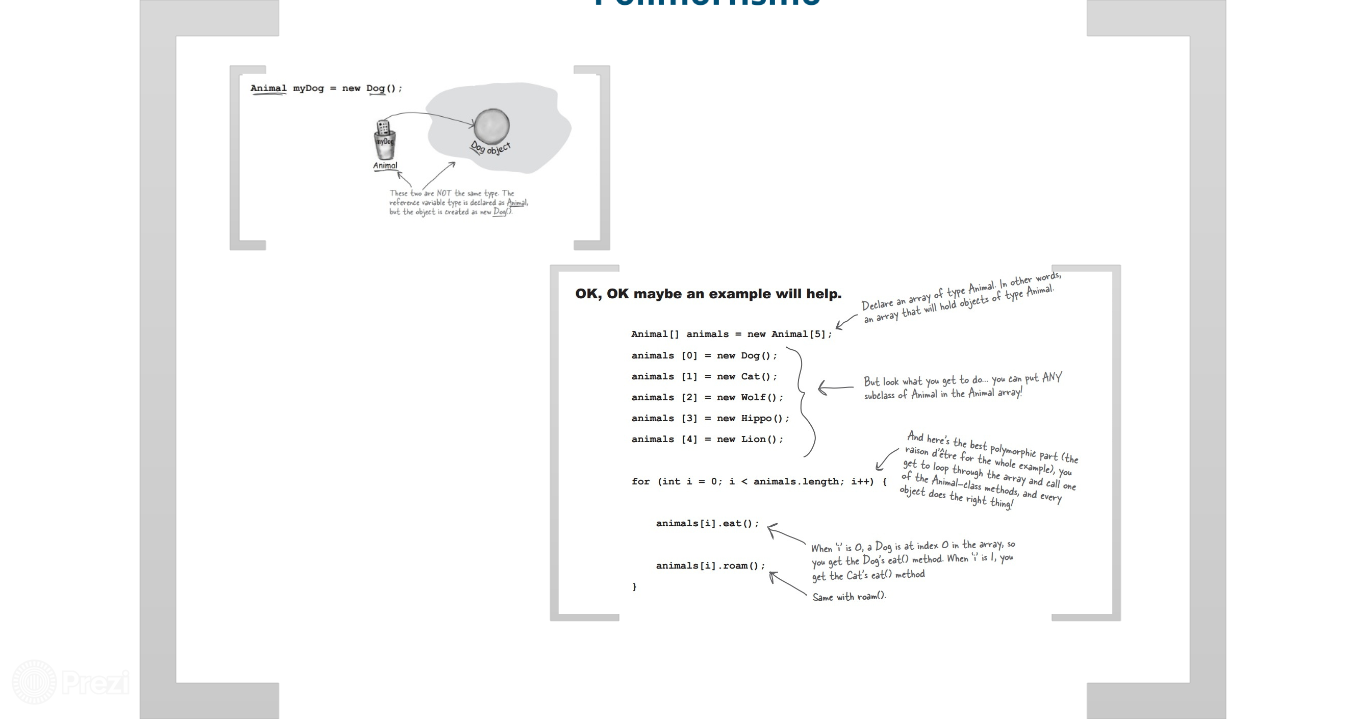 Polimorfismo
Animal myDog = new Dog();
myDog
Dog object
Animal
These two are NOT the same type. The
reference variable type is declared as Animal,
but the object is created as new Dog().
OK, OK maybe an example will help.
Declare an array of type Animal. In other words,
an array that will hold objects of type Animal.
Animal[] animals = new Animal[5];
animals [0] = new Dog();
animals [1] = new Cat();
animals [2] = new Wolf();
animals [3] = new Hippo();
animals [4] = new Lion();
But look what you get to do... you can put ANY
subclass of Animal in the Animal array!
And here's the best polymorphic part (the
raison d'être for the whole example), you
get to loop through the array and call one
of the Animal-class methods, and every
object does the right thing!
for (int i = 0; i < animals.length; i++) {
animals[i].eat();
When 'i' is 0, a Dog is at index 0 in the array, so
you get the Dog's eat() method. When 'i' is 1, you
get the Cat's eat() method
animals[i].roam();
Same with roam().
}
Prezi